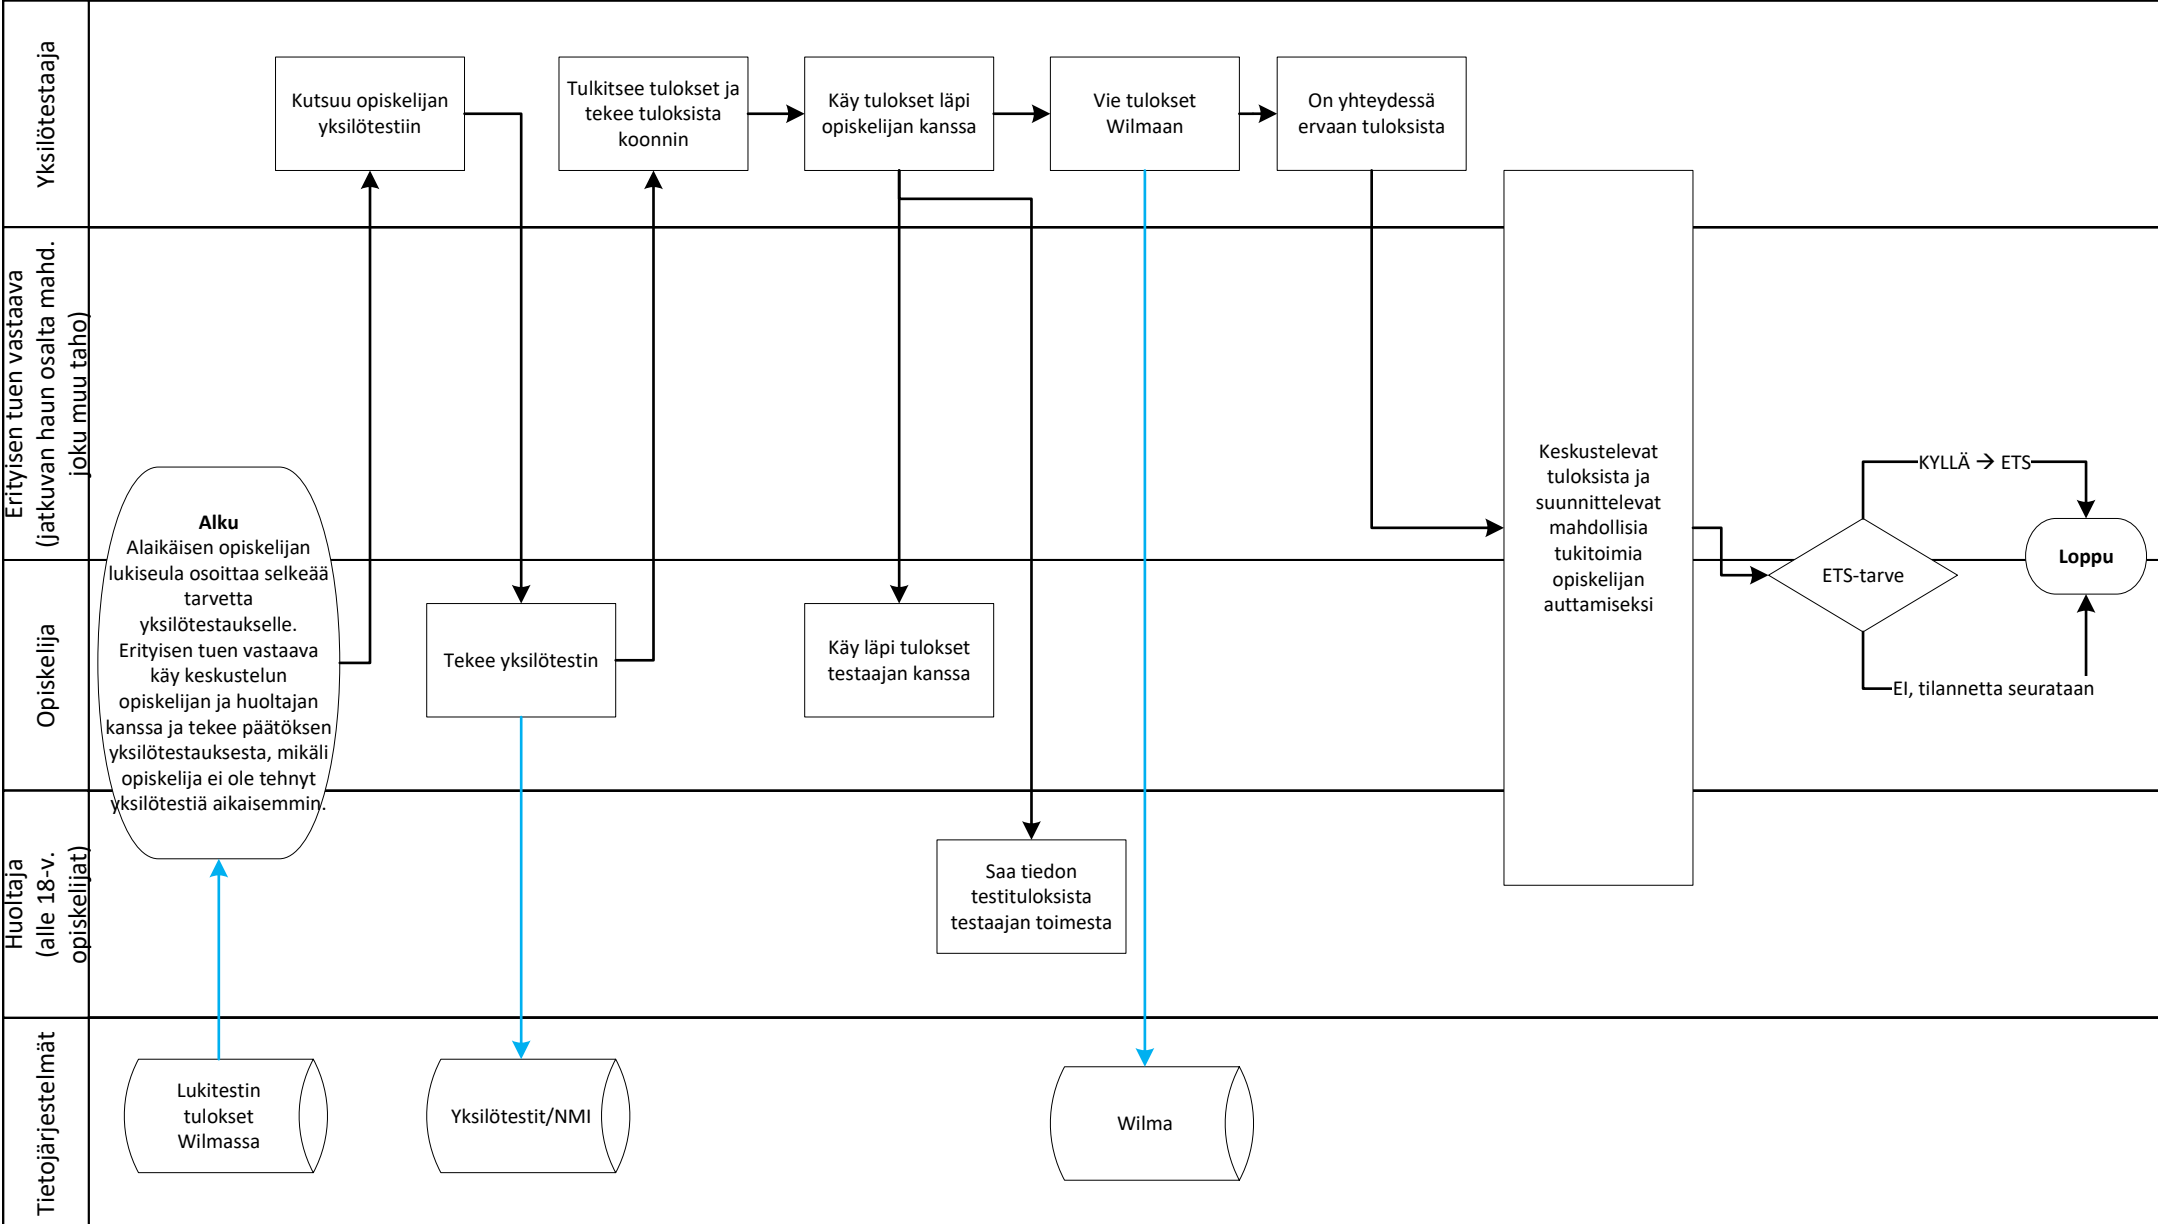 Yksilötestaaja
Kutsuu opiskelijan
yksilötestiin
Tulkitsee tulokset ja
tekee tuloksista
koonnin
Käy tulokset läpi
opiskelijan kanssa
Vie tulokset
Wilmaan
On yhteydessä
ervaan tuloksista
Erityisen tuen vastaava
(jatkuvan haun osalta mahd.
joku muu taho)
Alku
Alaikäisen opiskelijan
lukiseula osoittaa selkeää
tarvetta
yksilötestaukselle.
Erityisen tuen vastaava
käy keskustelun
opiskelijan ja huoltajan
kanssa ja tekee päätöksen
yksilötestauksesta, mikäli
opiskelija ei ole tehnyt
yksilötestiä aikaisemmin.
Keskustelevat
tuloksista ja
suunnittelevat
mahdollisia
tukitoimia
opiskelijan
auttamiseksi
KYLLÄ → ETS
ETS-tarve
Loppu
EI, tilannetta seurataan
Opiskelija
Tekee yksilötestin
Käy läpi tulokset
testaajan kanssa
Huoltaja
(alle 18-v.
opiskelijat)
Saa tiedon
testituloksista
testaajan toimesta
Tietojärjestelmät
Lukitestin
tulokset
Wilmassa
Yksilötestit/NMI
Wilma